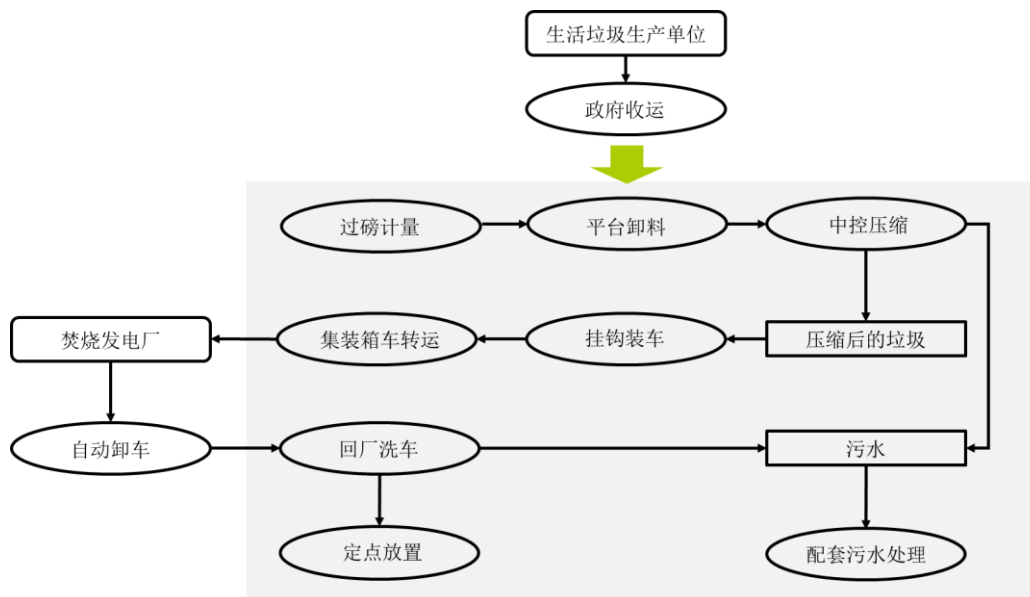 生活垃圾生产单位
政府收运
过磅计量
平台卸料
中控压缩
焚烧发电厂
集装箱车转运
挂钩装车
压缩后的垃圾
自动卸车
回厂洗车
污水
定点放置
配套污水处理